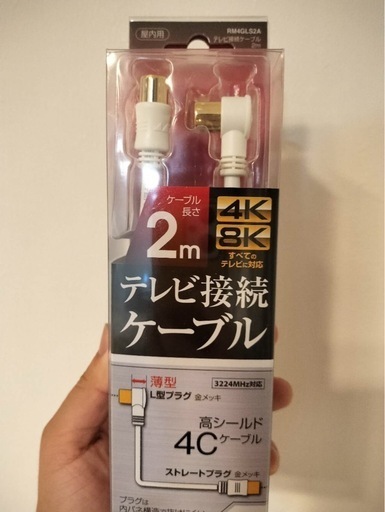 屋内用
RM4GLS2A
テレビ接続ケーブル
2m
ケーブル
長さ
2m
4K
8K
すべての
テレビに対応
テレビ接続
ケーブル
薄型
L型プラグ 金メッキ
3224MHz対応
高シールド
4Cケーブル
ストレートプラグ 金メッキ
プラグは